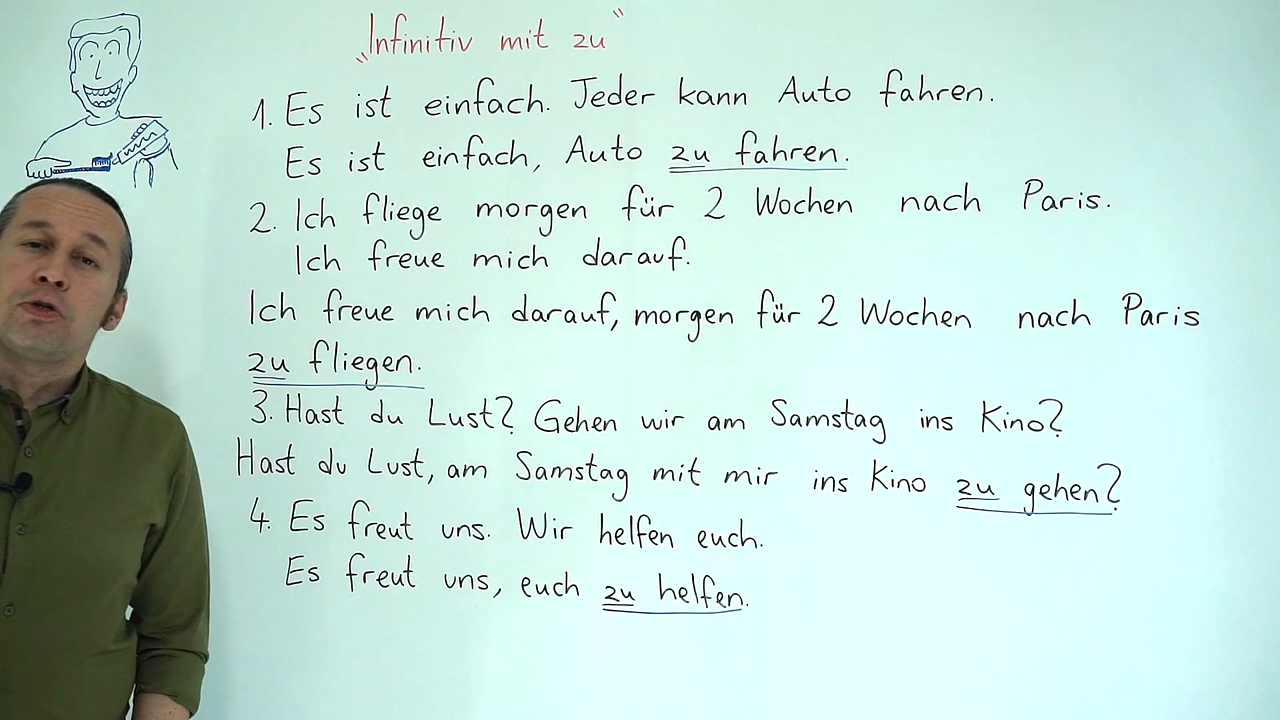 „Infinitiv mit zu“
1. Es ist einfach. Jeder kann Auto fahren.
Es ist einfach, Auto zu fahren.
2. Ich fliege morgen für 2 Wochen nach Paris.
Ich freue mich darauf.
Ich freue mich darauf, morgen für 2 Wochen nach Paris
zu fliegen.
3. Hast du Lust? Gehen wir am Samstag ins Kino?
Hast du Lust, am Samstag mit mir ins Kino zu gehen?
4. Es freut uns. Wir helfen euch.
Es freut uns, euch zu helfen.